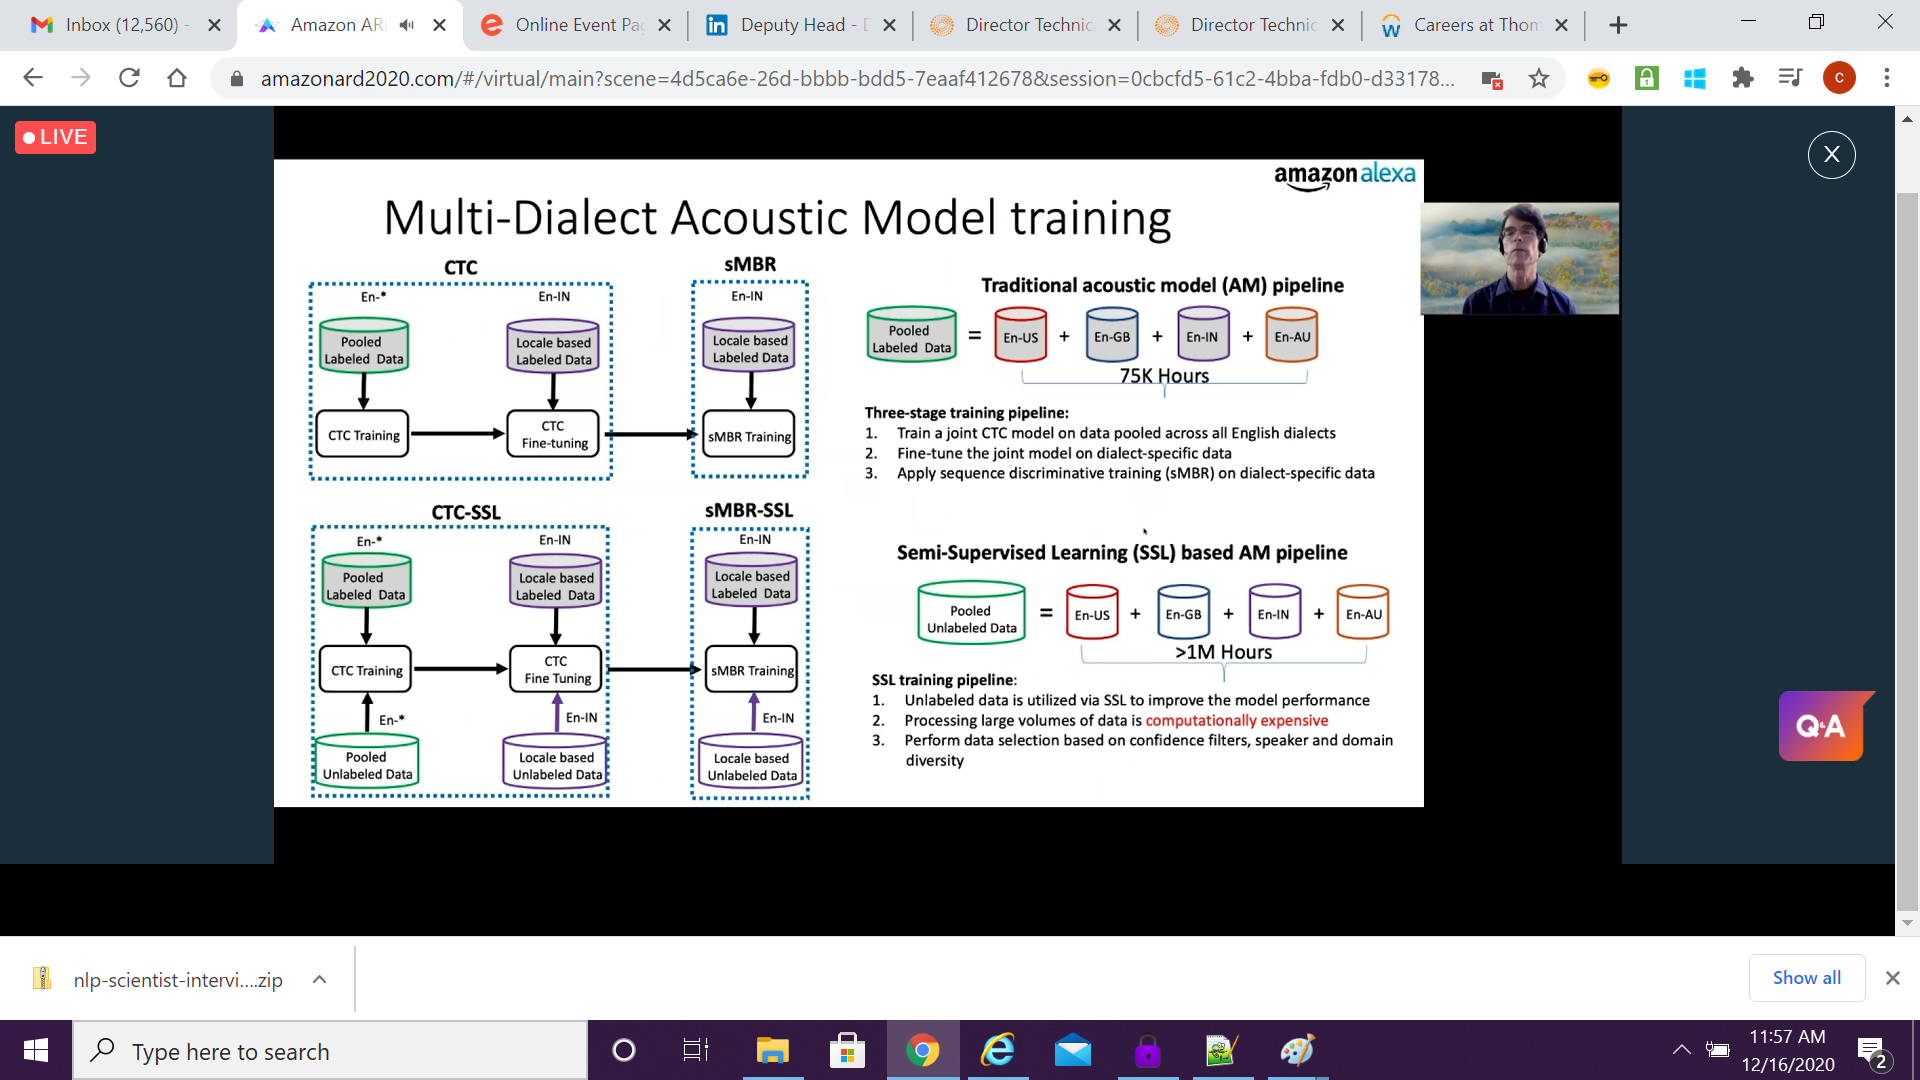 Inbox (12,560) -
Amazon AR
Online Event Pa
Deputy Head - D
Director Technic
Director Technic
Careers at Thom
amazonard2020.com/#/virtual/main?scene=4d5ca6e-26d-bbbb-bdd5-7eaaf412678&session=0cbcfd5-61c2-4bba-fdb0-d33178...
C
LIVE
X
amazon alexa
Multi-Dialect Acoustic Model training
CTC
sMBR
En-*
En-IN
En-IN
Pooled
Labeled Data
Locale based
Labeled Data
Locale based
Labeled Data
CTC Training
CTC
Fine-tuning
sMBR Training
Traditional acoustic model (AM) pipeline
Pooled
Labeled Data
=
En-US
+
En-GB
+
En-IN
+
En-AU
75K Hours
Three-stage training pipeline:
1. Train a joint CTC model on data pooled across all English dialects
2. Fine-tune the joint model on dialect-specific data
3. Apply sequence discriminative training (sMBR) on dialect-specific data
CTC-SSL
sMBR-SSL
En-*
En-IN
En-IN
Pooled
Labeled Data
Locale based
Labeled Data
Locale based
Labeled Data
CTC Training
CTC
Fine Tuning
sMBR Training
En-*
En-IN
En-IN
Pooled
Unlabeled Data
Locale based
Unlabeled Data
Locale based
Unlabeled Data
Semi-Supervised Learning (SSL) based AM pipeline
Pooled
Unlabeled Data
=
En-US
+
En-GB
+
En-IN
+
En-AU
>1M Hours
SSL training pipeline:
1. Unlabeled data is utilized via SSL to improve the model performance
2. Processing large volumes of data is computationally expensive
3. Perform data selection based on confidence filters, speaker and domain
diversity
Q&A
nlp-scientist-intervi....zip
Show all
Type here to search
11:57 AM
12/16/2020
2